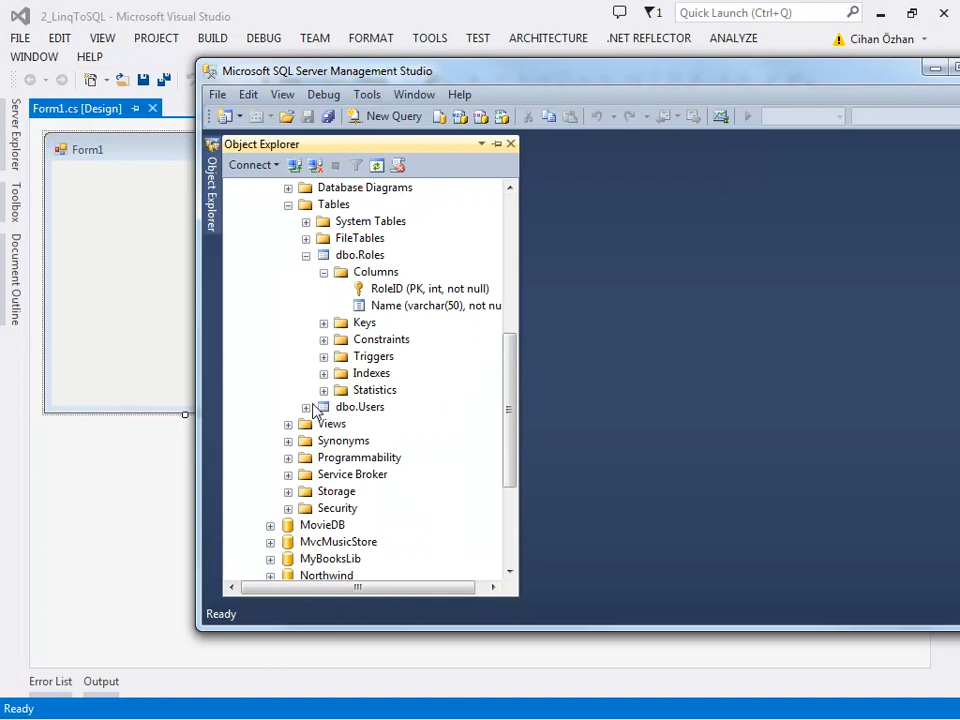 2_LinqToSQL - Microsoft Visual Studio
1
Quick Launch (Ctrl+Q)
FILE EDIT VIEW PROJECT BUILD DEBUG TEAM FORMAT TOOLS TEST ARCHITECTURE .NET REFLECTOR ANALYZE
Cihan Özhan
WINDOW HELP
Form1.cs [Design]
Server Explorer
Toolbox
Document Outline
Form1
Microsoft SQL Server Management Studio
File Edit View Debug Tools Window Help
New Query
Object Explorer
Object Explorer
Connect
Database Diagrams
Tables
System Tables
FileTables
dbo.Roles
Columns
RoleID (PK, int, not null)
Name (varchar(50), not nu
Keys
Constraints
Triggers
Indexes
Statistics
dbo.Users
Views
Synonyms
Programmability
Service Broker
Storage
Security
MovieDB
MvcMusicStore
MyBooksLib
Northwind
Ready
Error List Output
Ready